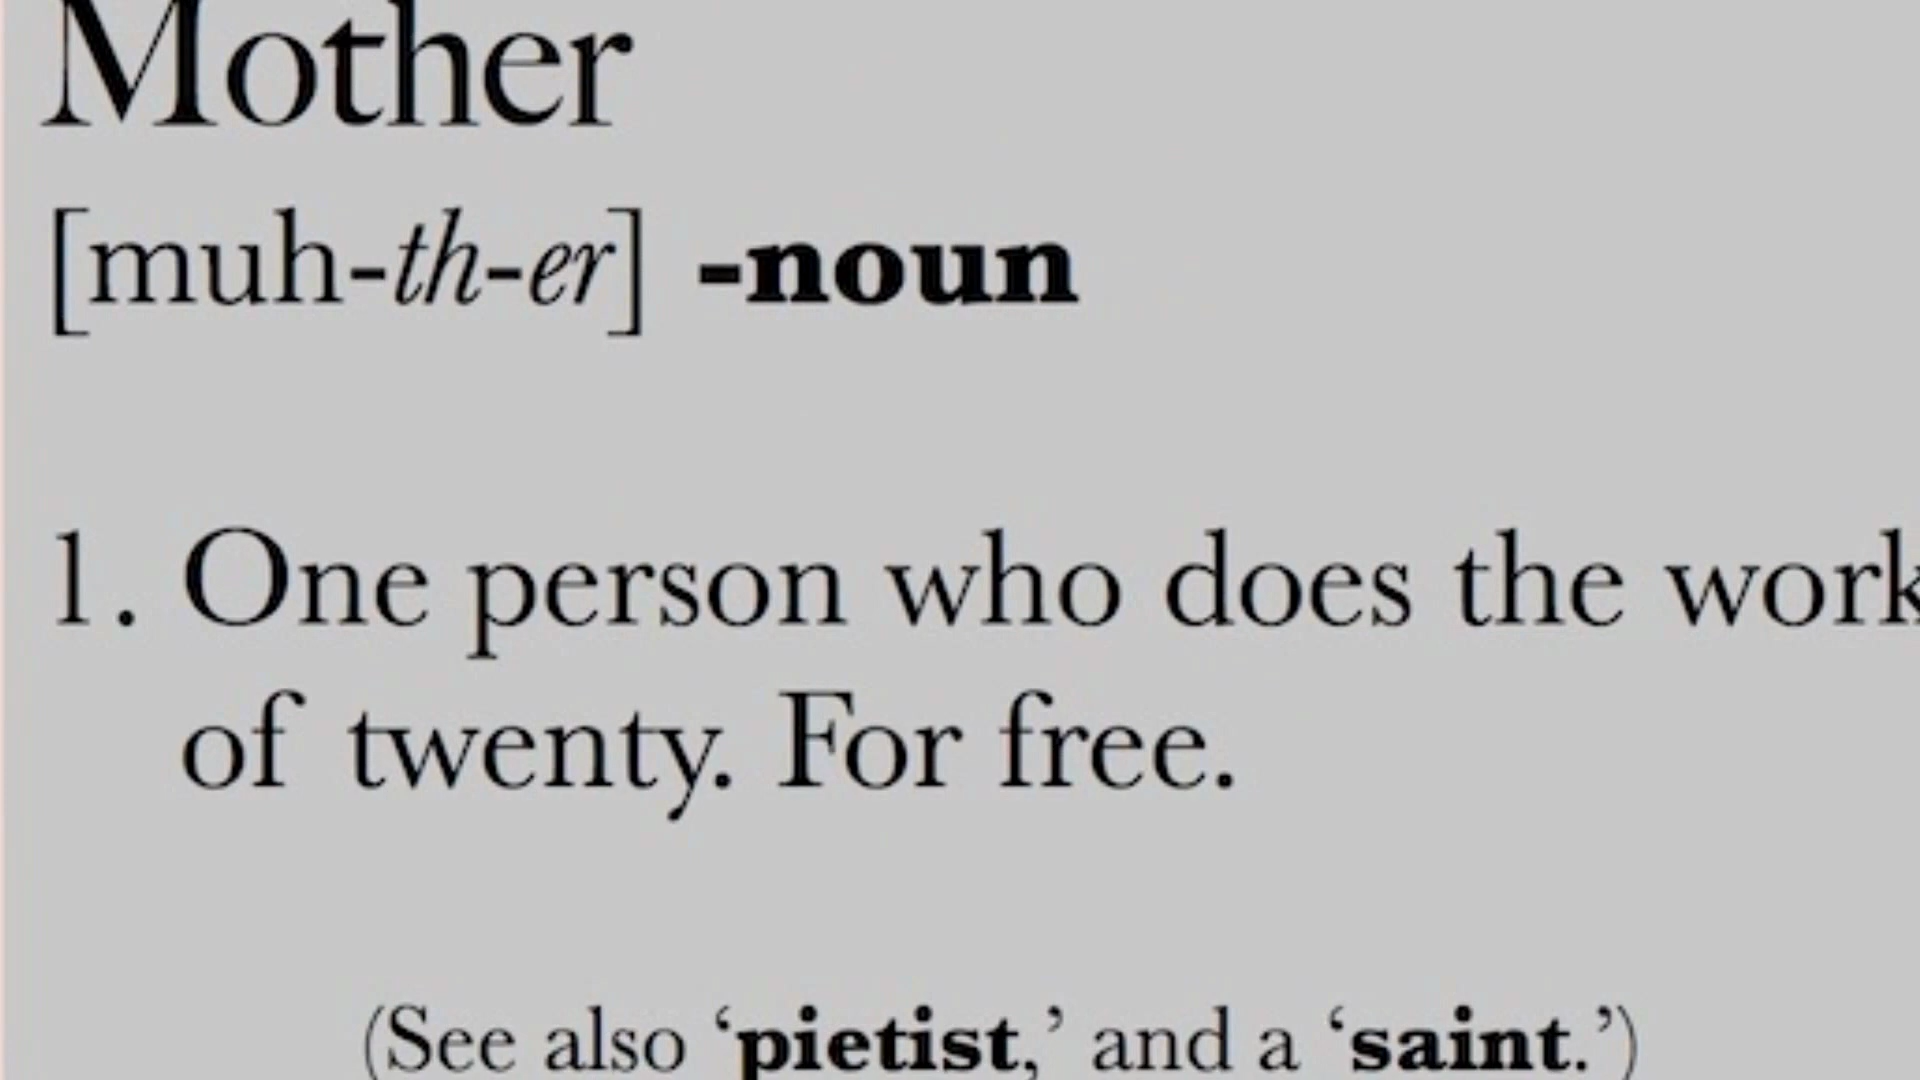 Mother
[muh-th-er] -noun
1. One person who does the work
of twenty. For free.
(See also ‘pietist,’ and a ‘saint.’)